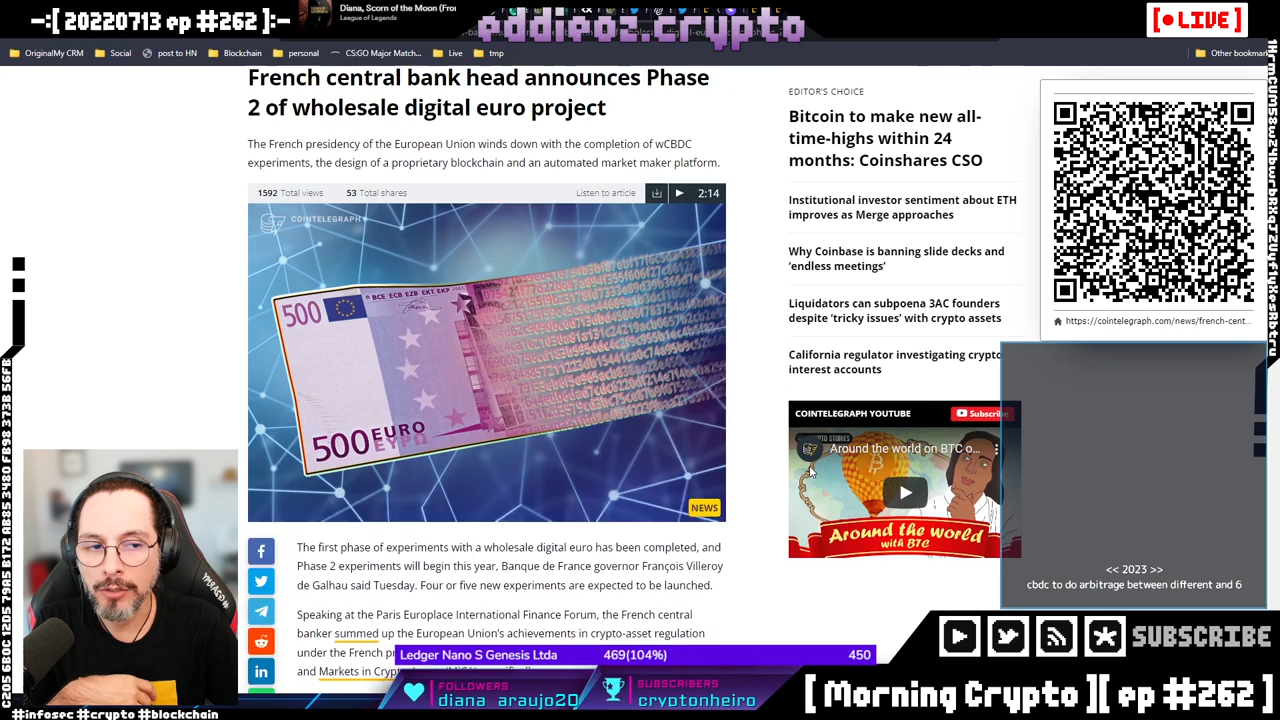 -:[ 20220713 ep #262 ]:-
Diana, Scorn of the Moon (Fro
League of Legends
eddieoz.crypto
[●LIVE]
OriginalMy CRM
Social
post to HN
Blockchain
personal
CS:GO Major Match...
Live
tmp
Other bookmar
French central bank head announces Phase
2 of wholesale digital euro project
The French presidency of the European Union winds down with the completion of wCBDC
experiments, the design of a proprietary blockchain and an automated market maker platform.
1592 Total views
53 Total shares
Listen to article
2:14
COINTELEGRAPH
500
BCE ECB EZB EKT EKP
500 EURO
ΕΥΡΩ
NEWS
The first phase of experiments with a wholesale digital euro has been completed, and
Phase 2 experiments will begin this year, Banque de France governor François Villeroy
de Galhau said Tuesday. Four or five new experiments are expected to be launched.
Speaking at the Paris Europlace International Finance Forum, the French central
banker summed up the European Union's achievements in crypto-asset regulation
under the French
and Markets in
EDITOR'S CHOICE
Bitcoin to make new all-
time-highs within 24
months: Coinshares CSO
Institutional investor sentiment about ETH
improves as Merge approaches
Why Coinbase is banning slide decks and
‘endless meetings’
Liquidators can subpoena 3AC founders
despite ‘tricky issues’ with crypto assets
California regulator investigating crypto
interest accounts
COINTELEGRAPH YOUTUBE
Subscribe
Around the world on BTC o...
Around the world
with BTC
https://cointelegraph.com/news/french-cent...
<< 2023 >>
cbdc to do arbitrage between different and 6
Ledger Nano S Genesis Ltda
469(104%)
450
FOLLOWERS
diana_araujo20
SUBSCRIBERS
cryptonheiro
SUBSCRIBE
[ Morning Crypto ][ ep #262 ]
#infosec #crypto #blockchain